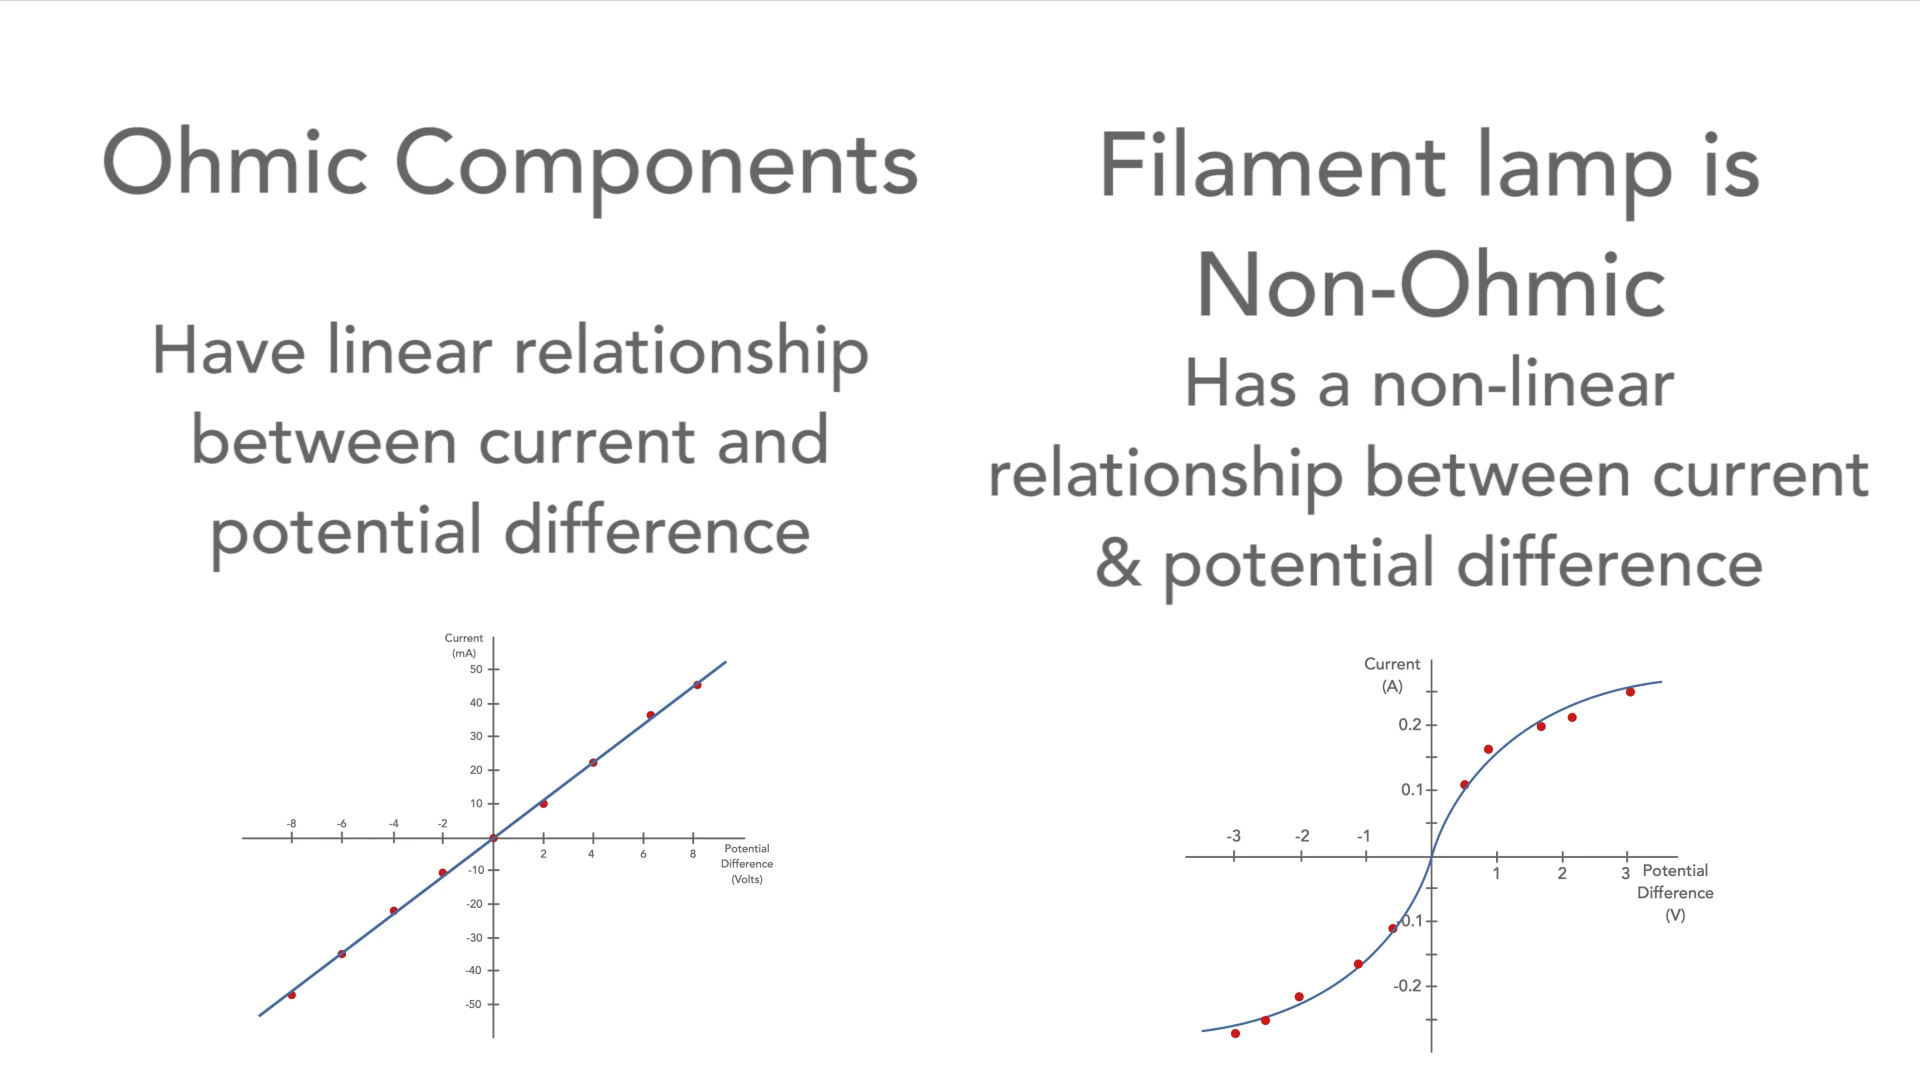 Ohmic Components
Have linear relationship
between current and
potential difference
Current
(mA)
50
40
30
20
10
-8 -6 -4 -2
2 4 6 8
Potential
Difference
(Volts)
-10
-20
-30
-40
-50
Filament lamp is
Non-Ohmic
Has a non-linear
relationship between current
& potential difference
Current
(A)
0.2
0.1
-3 -2 -1
1 2 3
Potential
Difference
(V)
-0.1
-0.2